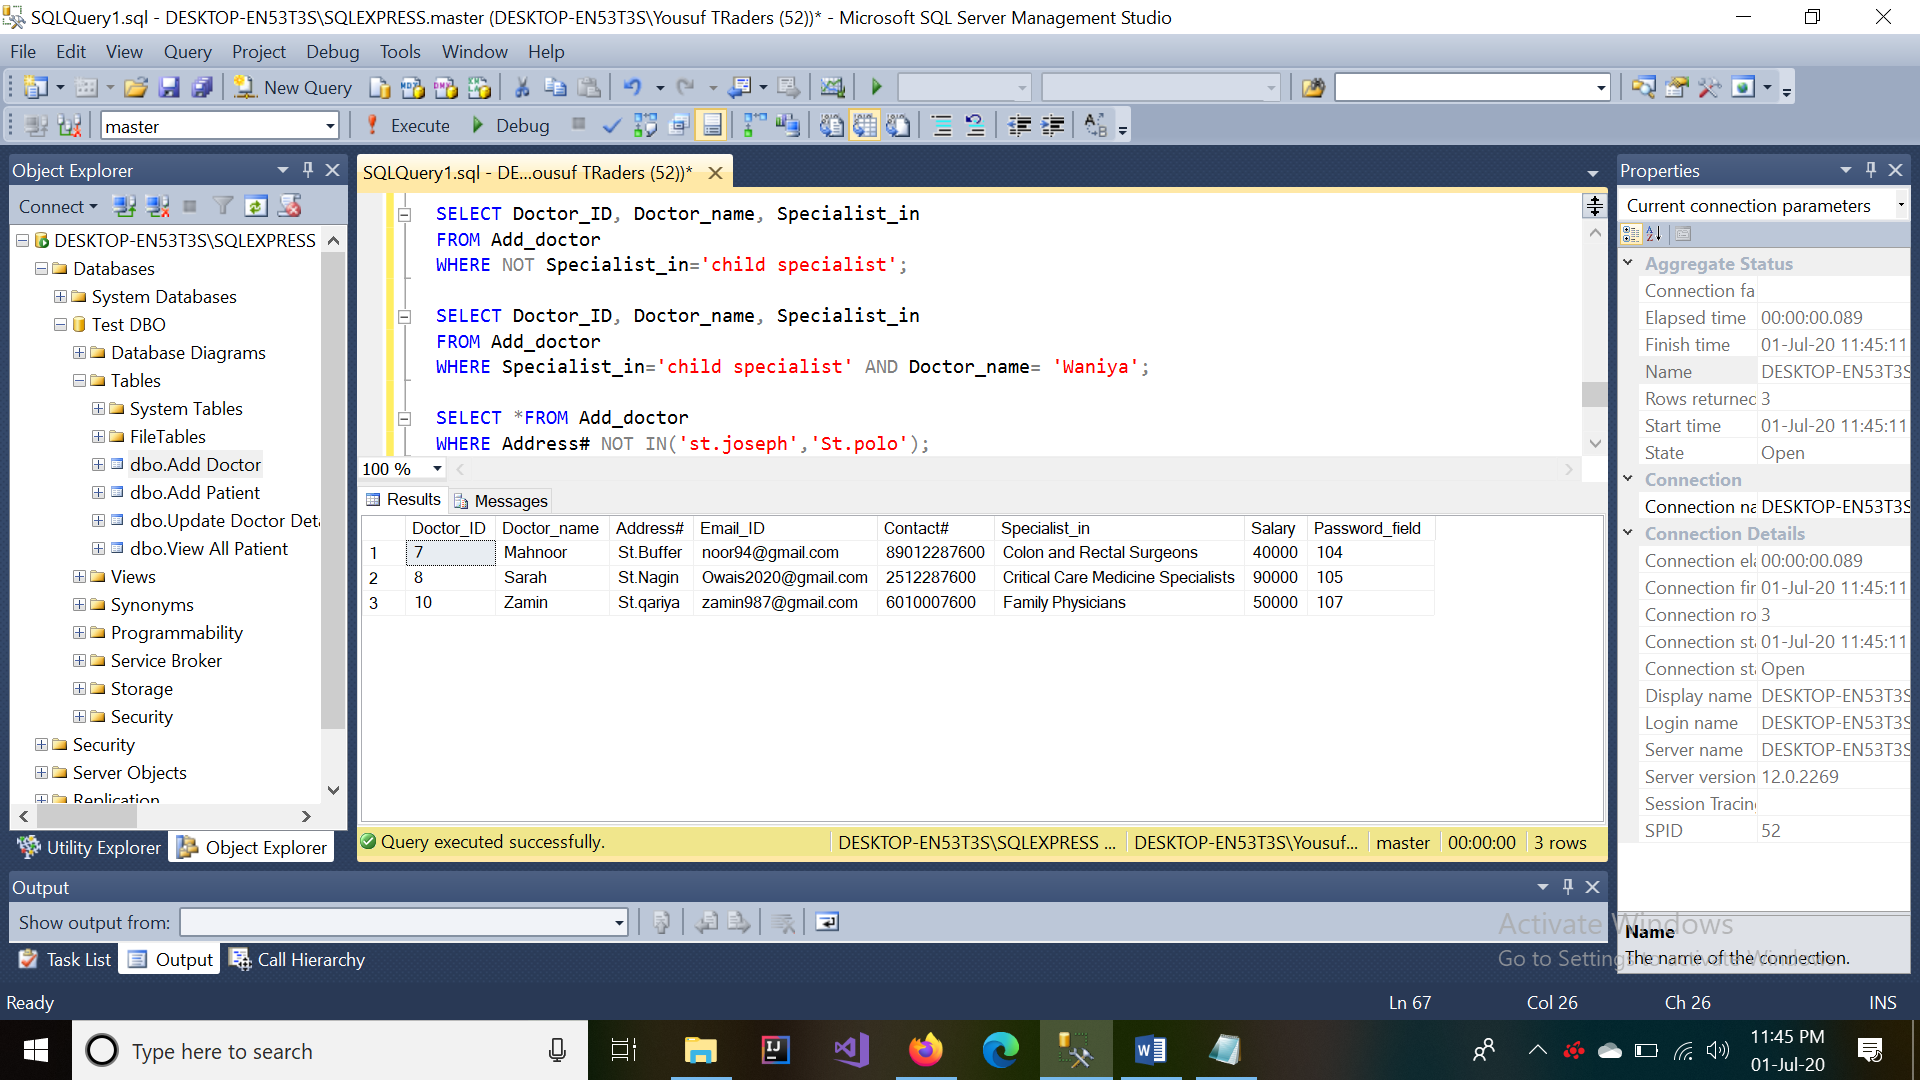 SQLQuery1.sql - DESKTOP-EN53T3S\SQLEXPRESS.master (DESKTOP-EN53T3S\Yousuf TRaders (52))* - Microsoft SQL Server Management Studio
File Edit View Query Project Debug Tools Window Help
New Query
master Execute Debug
Object Explorer
Connect
DESKTOP-EN53T3S\SQLEXPRESS
Databases
System Databases
Test DBO
Database Diagrams
Tables
System Tables
FileTables
dbo.Add Doctor
dbo.Add Patient
dbo.Update Doctor Deta
dbo.View All Patient
Views
Synonyms
Programmability
Service Broker
Storage
Security
Security
Server Objects
Replication
Utility Explorer Object Explorer
SQLQuery1.sql - DE...ousuf TRaders (52))*
SELECT Doctor_ID, Doctor_name, Specialist_in
FROM Add_doctor
WHERE NOT Specialist_in='child specialist';
SELECT Doctor_ID, Doctor_name, Specialist_in
FROM Add_doctor
WHERE Specialist_in='child specialist' AND Doctor_name= 'Waniya';
SELECT *FROM Add_doctor
WHERE Address# NOT IN('st.joseph','St.polo');
100 %
Results Messages
Doctor_ID Doctor_name Address# Email_ID Contact# Specialist_in Salary Password_field
1 7 Mahnoor St.Buffer noor94@gmail.com 89012287600 Colon and Rectal Surgeons 40000 104
2 8 Sarah St.Nagin Owais2020@gmail.com 2512287600 Critical Care Medicine Specialists 90000 105
3 10 Zamin St.qariya zamin987@gmail.com 6010007600 Family Physicians 50000 107
Query executed successfully. DESKTOP-EN53T3S\SQLEXPRESS ... DESKTOP-EN53T3S\Yousuf... master 00:00:00 3 rows
Properties
Current connection parameters
Aggregate Status
Connection fa
Elapsed time 00:00:00.089
Finish time 01-Jul-20 11:45:11
Name DESKTOP-EN53T3S
Rows returned 3
Start time 01-Jul-20 11:45:11
State Open
Connection
Connection na DESKTOP-EN53T3S
Connection Details
Connection ela 00:00:00.089
Connection fin 01-Jul-20 11:45:11
Connection ro 3
Connection sta 01-Jul-20 11:45:11
Connection sta Open
Display name DESKTOP-EN53T3S
Login name DESKTOP-EN53T3S
Server name DESKTOP-EN53T3S
Server version 12.0.2269
Session Tracin
SPID 52
Name
The name of the connection.
Activate Windows
Go to Settings to activate Windows.
Output
Show output from:
Task List Output Call Hierarchy
Ready Ln 67 Col 26 Ch 26 INS
Type here to search
11:45 PM
01-Jul-20